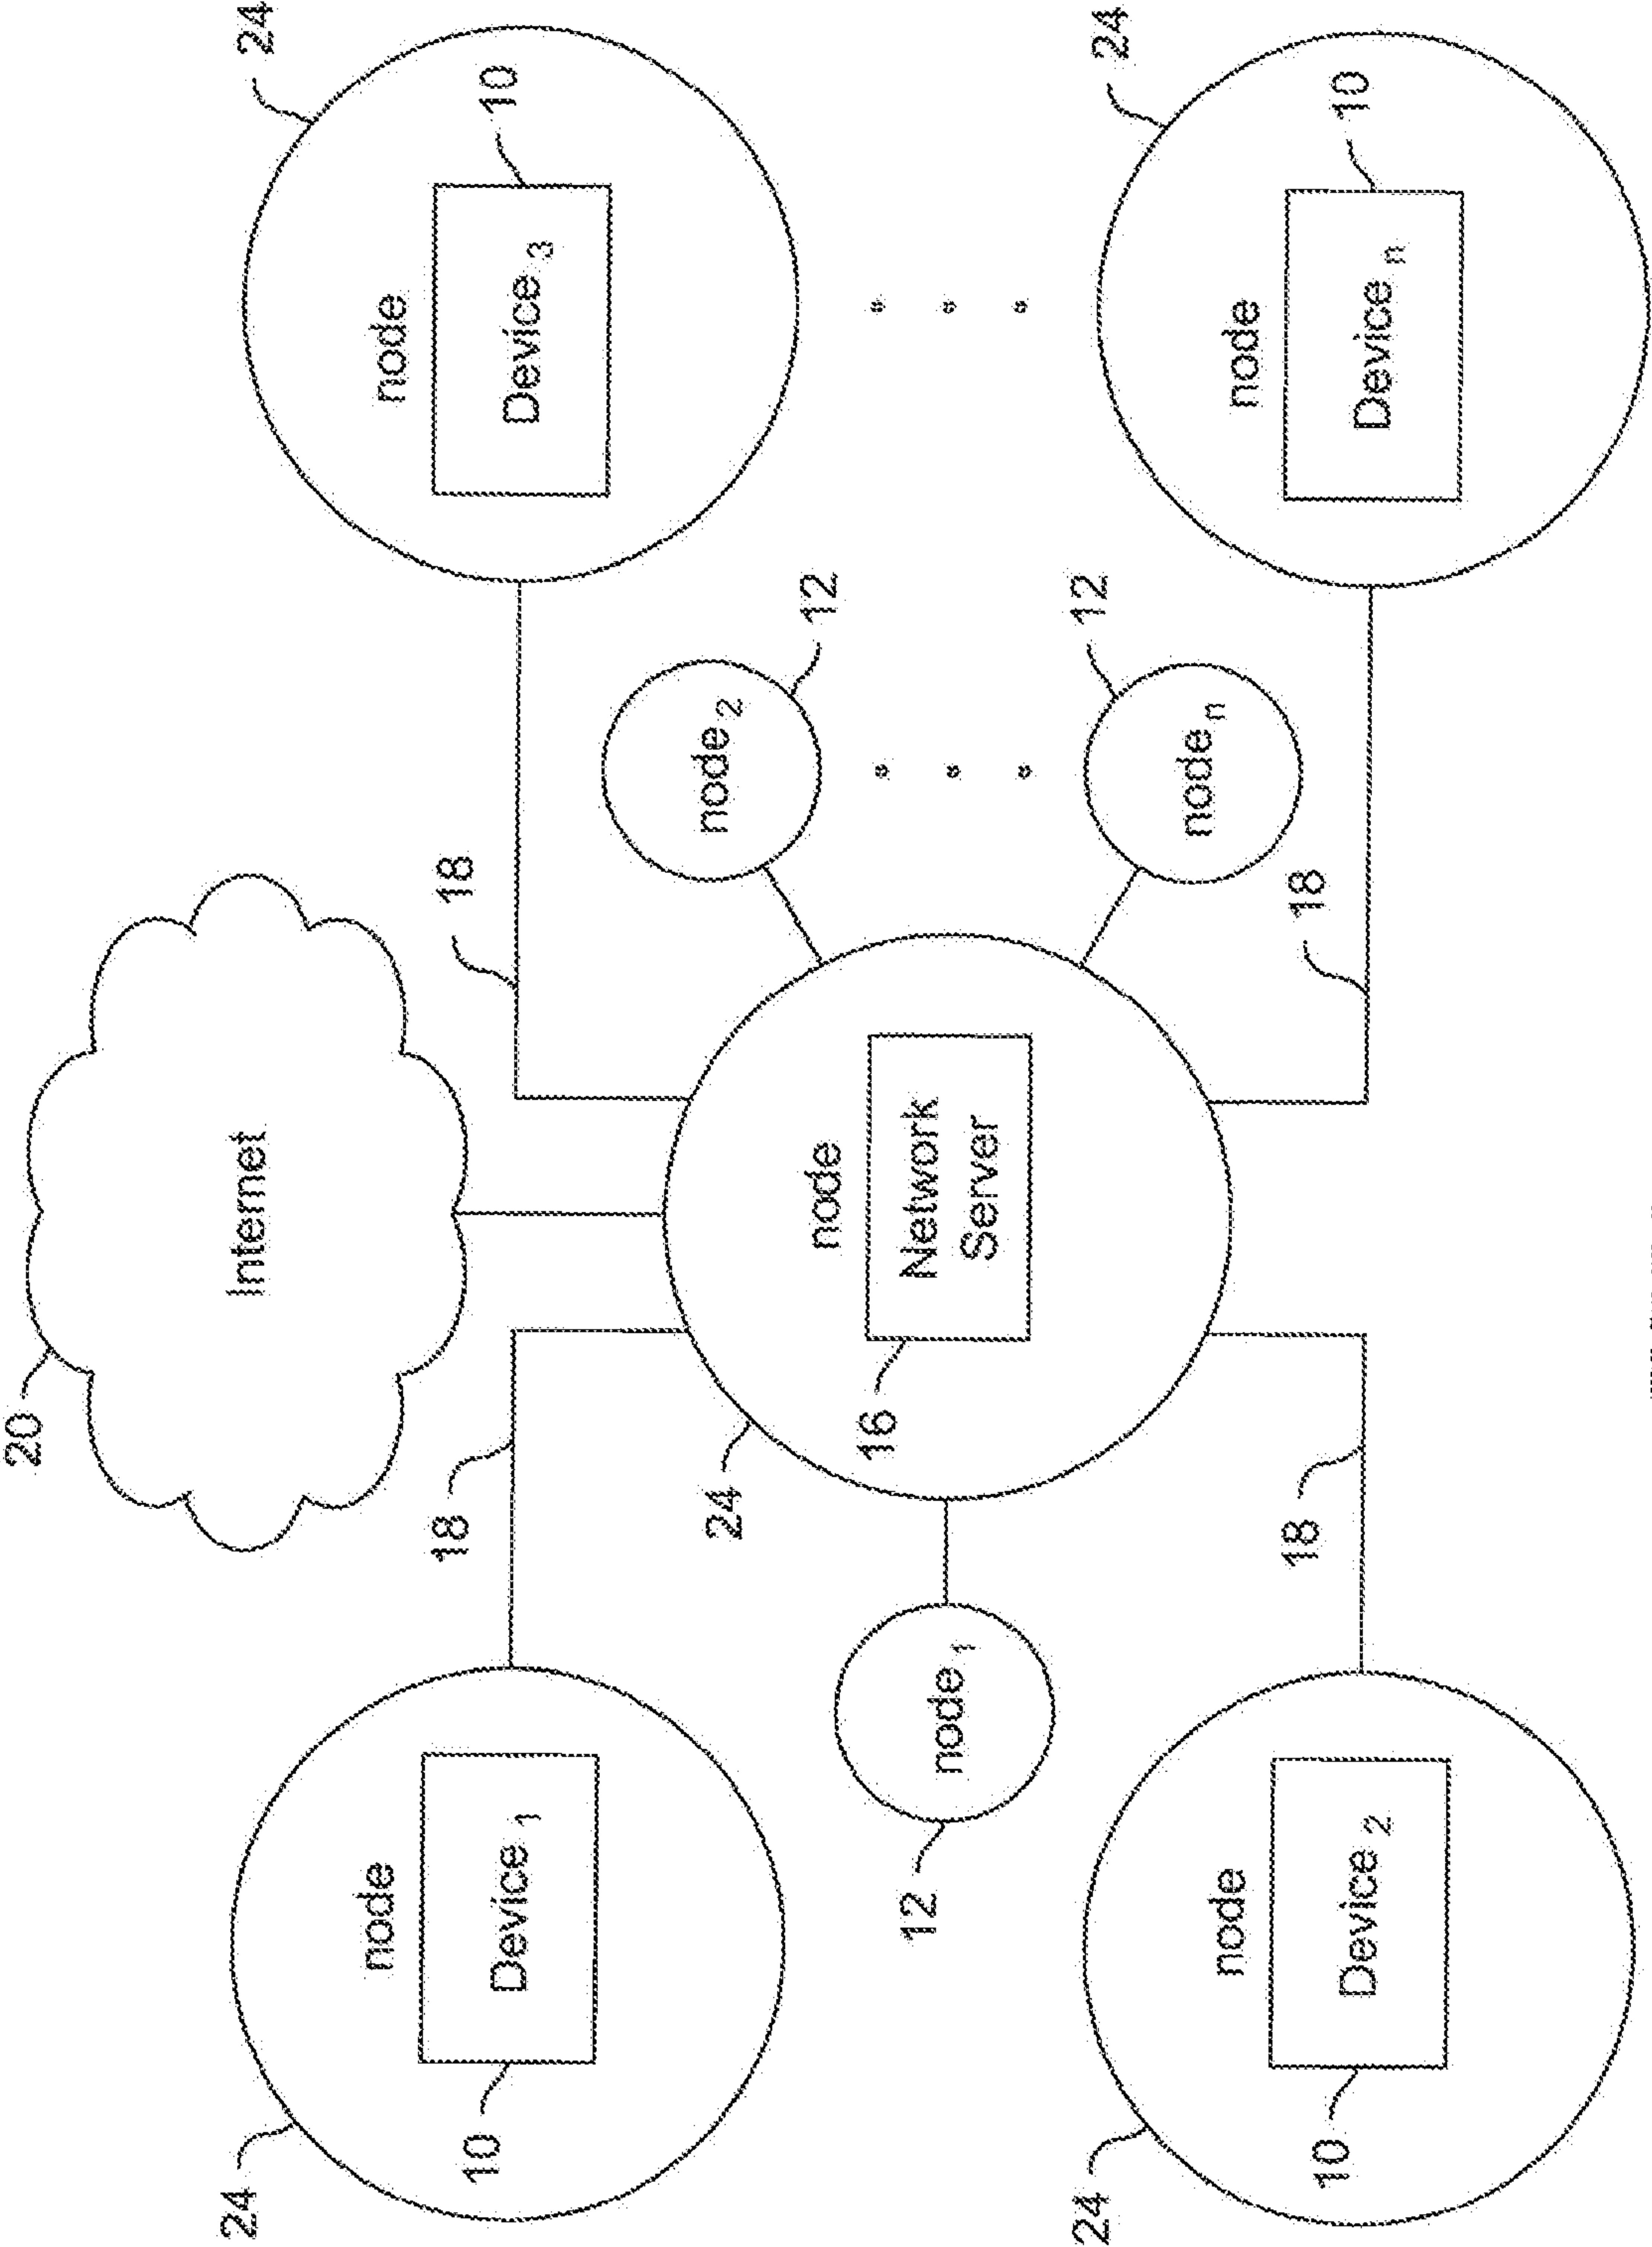 20
24
Internet
24
node
node
18
18
10
Device 1
Device 3
10
24
node 2
12
node
16
Network
Server
12
node 1
24
12
24
node n
node
node
18
18
10
Device 2
Device n
10